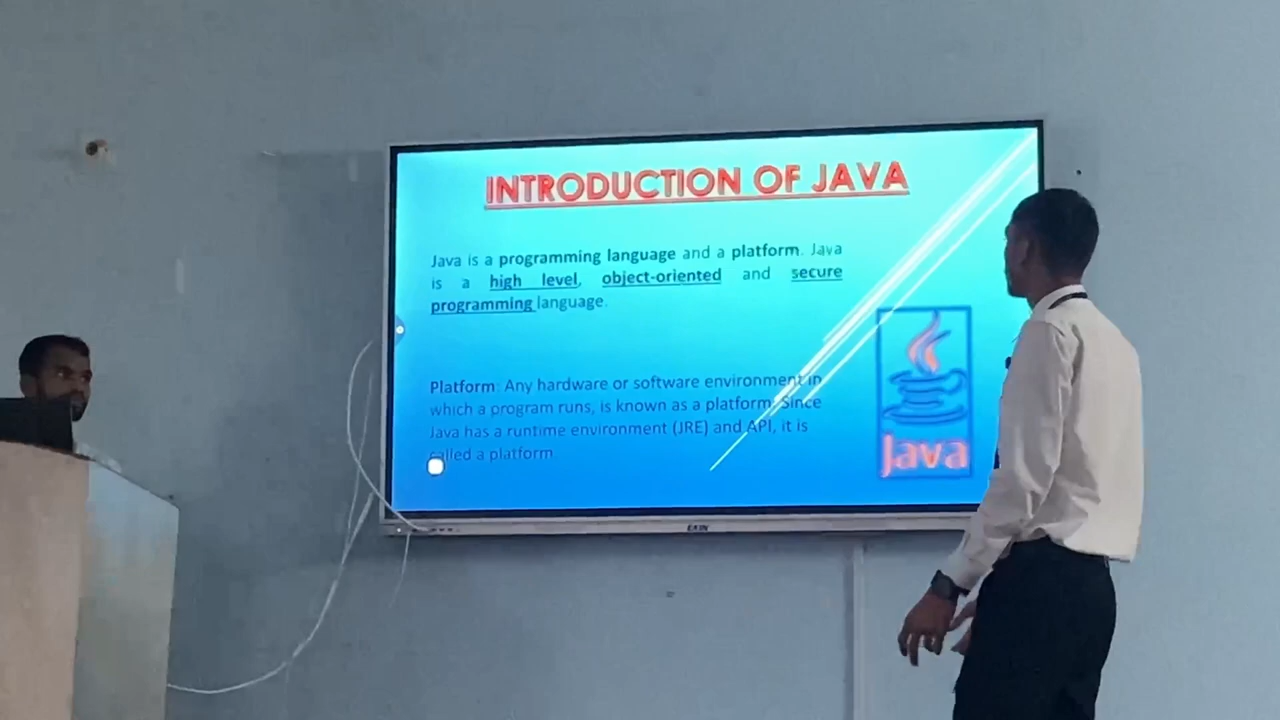 INTRODUCTION OF JAVA
Java is a programming language and a platform. Java
is a high level, object-oriented and secure
programming language.
Platform: Any hardware or software environment in
which a program runs, is known as a platform. Since
Java has a runtime environment (JRE) and API, it is
called a platform
Java